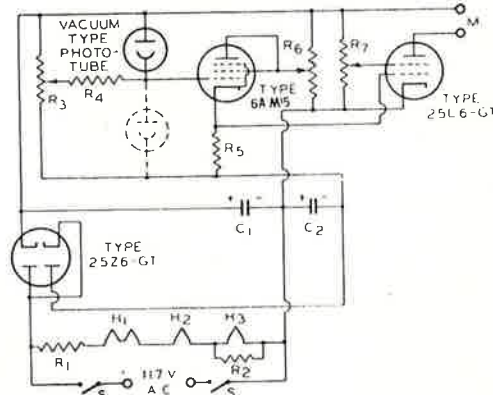 VACUUM
TYPE
PHOTO-
TUBE
R3
R4
TYPE
6AM15
R5
R6
R7
M
TYPE
25L6-GT
+ -
C1
+ -
C2
TYPE
25Z6-GT
R1
H1
H2
H3
R2
S
117 V
A C
S